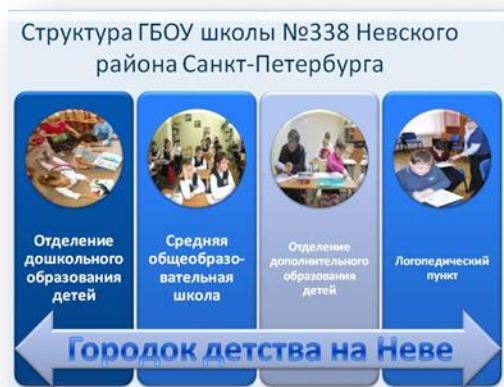 Структура ГБОУ школы №338 Невского
района Санкт-Петербурга
Отделение
дошкольного
образования
детей
Средняя
общеобразо-
вательная
школа
Отделение
дополнительного
образования
детей
Логопедический
пункт
Городок детства на Неве